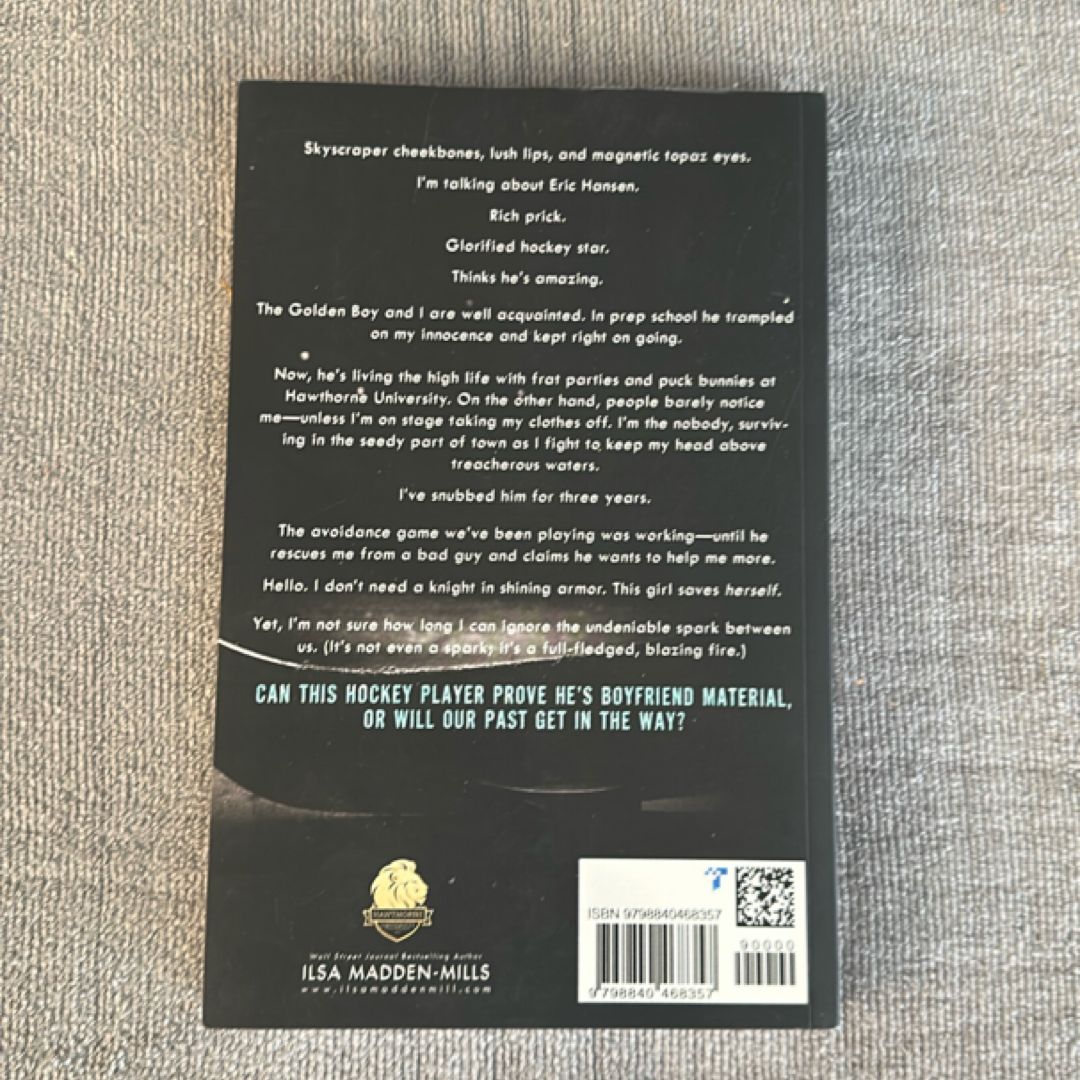 Skyscraper cheekbones, lush lips, and magnetic topaz eyes.
I'm talking about Eric Hansen.
Rich prick.
Glorified hockey star.
Thinks he's amazing.
The Golden Boy and I are well acquainted. In prep school he trampled
on my innocence and kept right on going.
Now, he's living the high life with frat parties and puck bunnies at
Hawthorne University. On the other hand, people barely notice
me—unless I'm on stage taking my clothes off. I'm the nobody, surviv-
ing in the seedy part of town as I fight to keep my head above
treacherous waters.
I've snubbed him for three years.
The avoidance game we've been playing was working—until he
rescues me from a bad guy and claims he wants to help me more.
Hello. I don't need a knight in shining armor. This girl saves herself.
Yet, I'm not sure how long I can ignore the undeniable spark between
us. (It's not even a spark; it's a full-fledged, blazing fire.)
CAN THIS HOCKEY PLAYER PROVE HE'S BOYFRIEND MATERIAL,
OR WILL OUR PAST GET IN THE WAY?
HAWTHORNE
Wall Street Journal Bestselling Author
ILSA MADDEN-MILLS
www.ilsamaddenmill.com
ISBN 9798840468357
90000
9 798840 468357